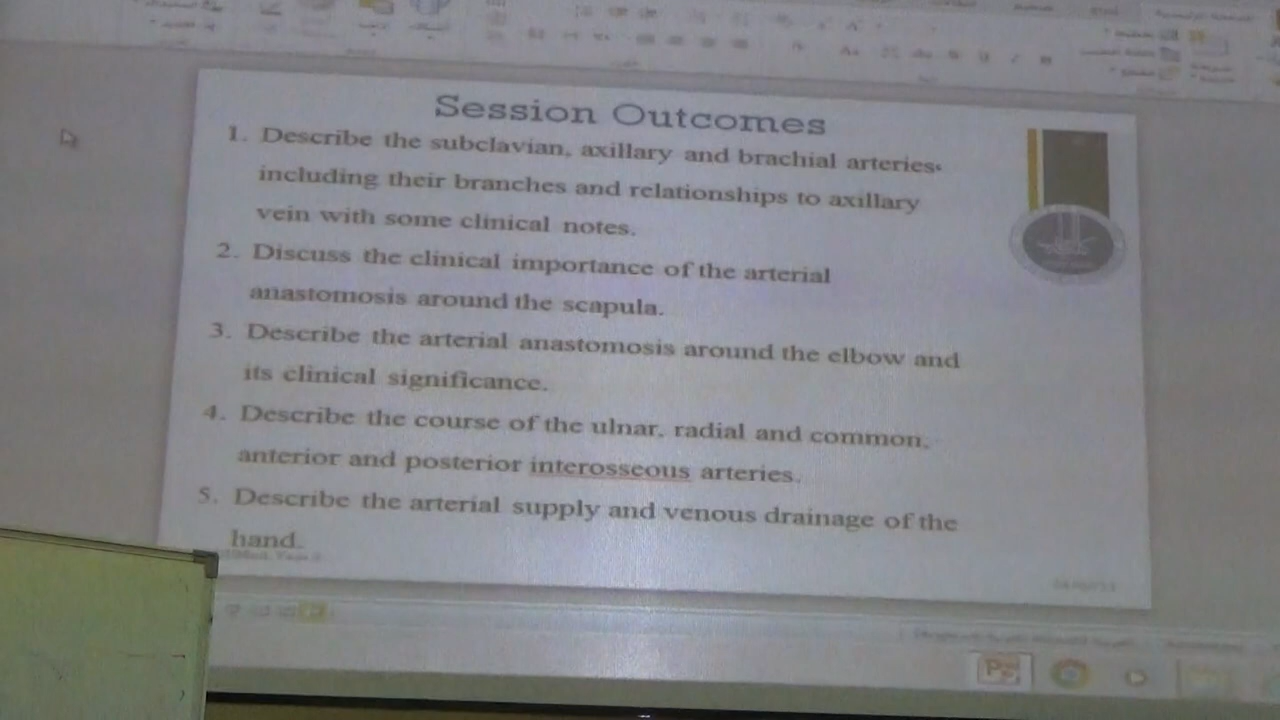 Session Outcomes
1. Describe the subclavian, axillary and brachial arteries،
including their branches and relationships to axillary
vein with some clinical notes.
2. Discuss the clinical importance of the arterial
anastomosis around the scapula.
3. Describe the arterial anastomosis around the elbow and
its clinical significance.
4. Describe the course of the ulnar, radial and common,
anterior and posterior interosseous arteries.
5. Describe the arterial supply and venous drainage of the
hand.